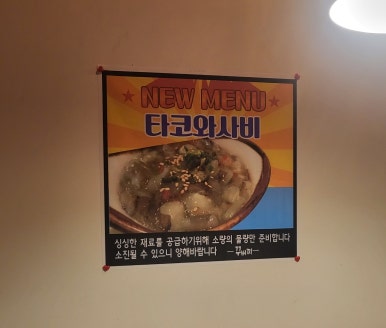 ★ NEW MENU ★
타코와사비
싱싱한 재료를 공급하기위해 소량의 물량만 준비합니다
소진될 수 있으니 양해바랍니다